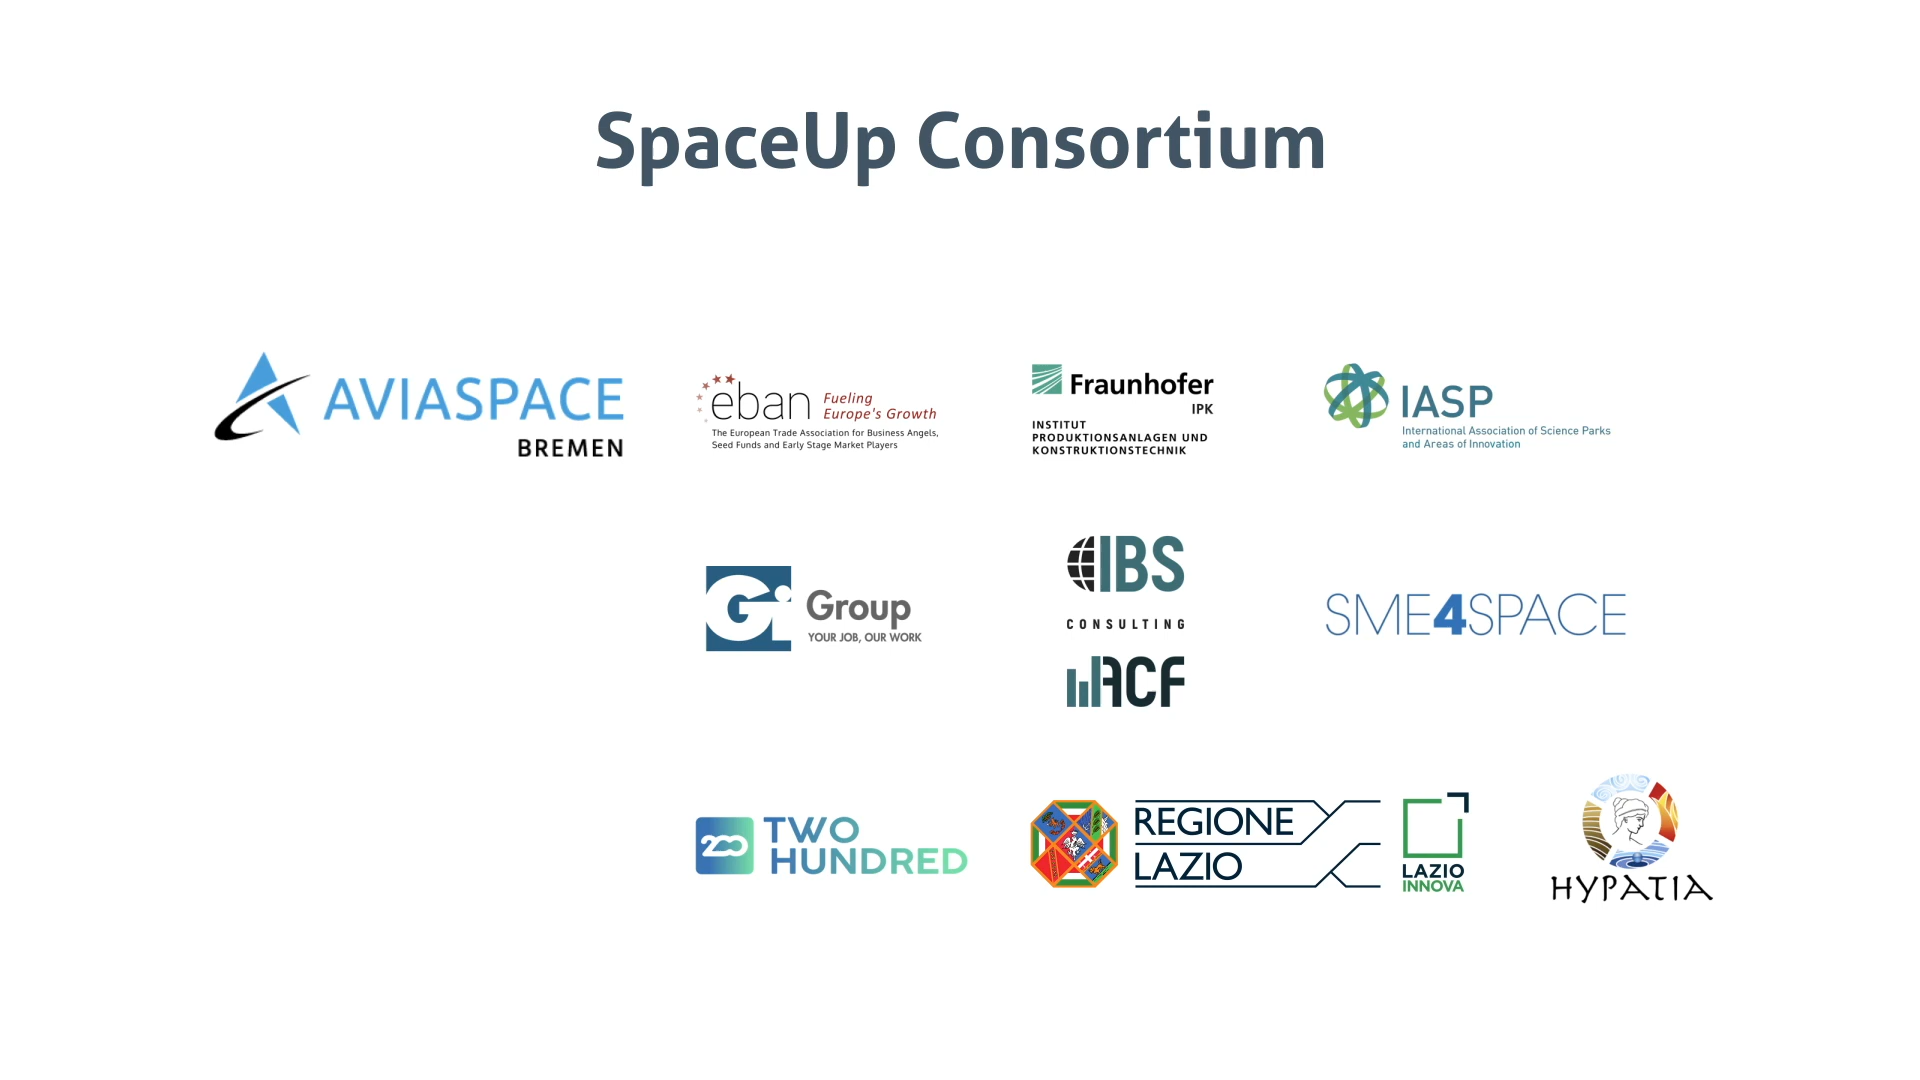 SpaceUp Consortium
AVIASPACE
BREMEN
eban
Fueling
Europe's Growth
The European Trade Association for Business Angels,
Seed Funds and Early Stage Market Players
Fraunhofer
IPK
INSTITUT
PRODUKTIONSANLAGEN UND
KONSTRUKTIONSTECHNIK
IASP
International Association of Science Parks
and Areas of Innovation
Gi Group
YOUR JOB, OUR WORK
IBS
CONSULTING
ACF
SME4SPACE
200
TWO
HUNDRED
REGIONE
LAZIO
LAZIO
INNOVA
HYPATIA